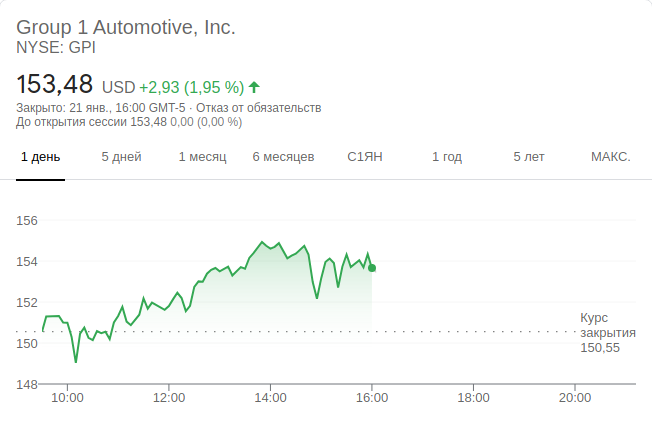 Group 1 Automotive, Inc.
NYSE: GPI
153,48 USD +2,93 (1,95 %)
Закрыто: 21 янв., 16:00 GMT-5 · Отказ от обязательств
До открытия сессии 153,48 0,00 (0,00 %)
1 день 5 дней 1 месяц 6 месяцев С1ЯН 1 год 5 лет МАКС.
156
154
152
Курс
закрытия
150
150,55
148
10:00 12:00 14:00 16:00 18:00 20:00